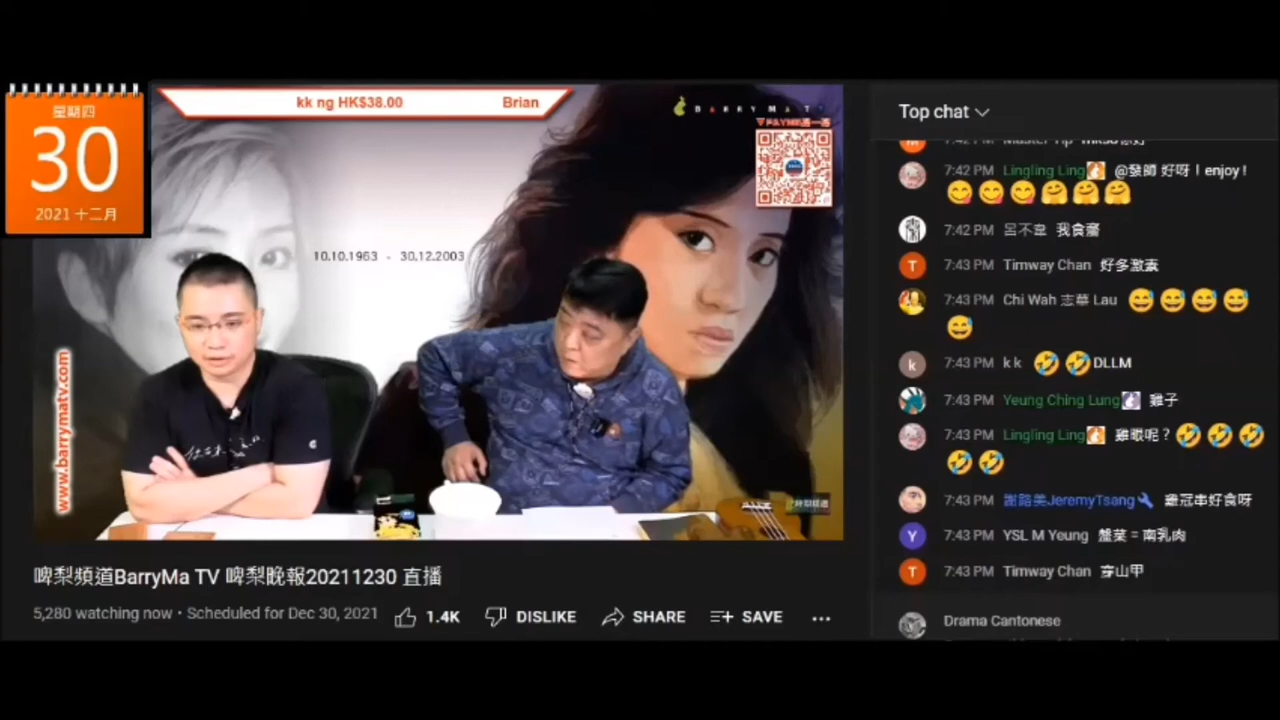 星期四
30
2021 十二月
kk ng HK$38.00 Brian
BARRY MA T
10.10.1963 - 30.12.2003
www.barrymatv.com
啤梨頻道BarryMa TV 啤梨晚報20211230 直播
5,280 watching now • Scheduled for Dec 30, 2021
1.4K DISLIKE SHARE SAVE
Top chat
7:42 PM Lingling Ling @發師 好呀！enjoy! 😋😋😋🤗🤗🤗
7:42 PM 呂不韋 我食齋
7:43 PM Timway Chan 好多激素
7:43 PM Chi Wah 志華 Lau 😅😅😅😅
😅
7:43 PM k k 🤣🤣DLLM
7:43 PM Yeung Ching Lung 雞子
7:43 PM Lingling Ling 雞眼呢？🤣🤣🤣
🤣🤣
7:43 PM 謝諾美JeremyTsang 雞冠串好食呀
7:43 PM YSL M Yeung 盤菜 = 南乳肉
7:43 PM Timway Chan 穿山甲
Drama Cantonese